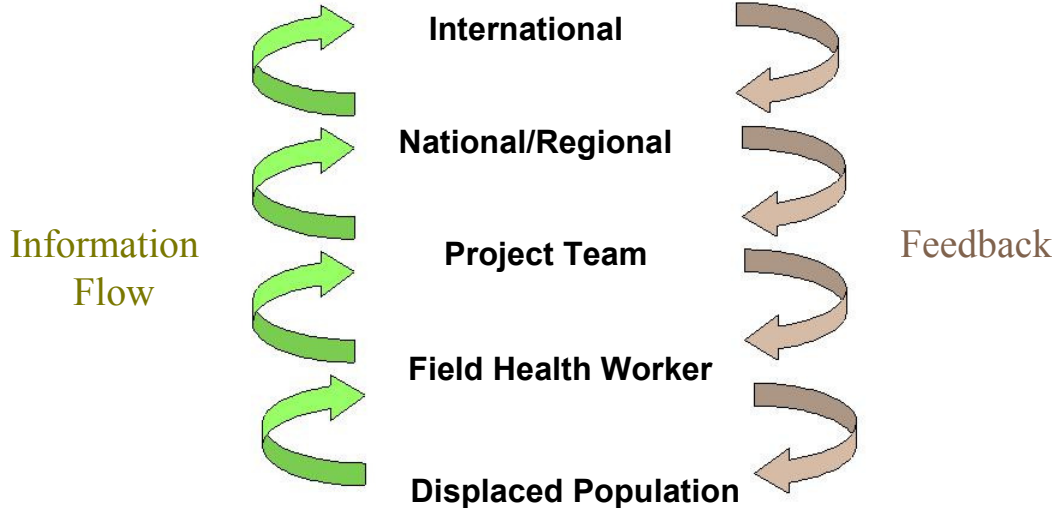 International
National/Regional
Information
Flow
Project Team
Feedback
Field Health Worker
Displaced Population